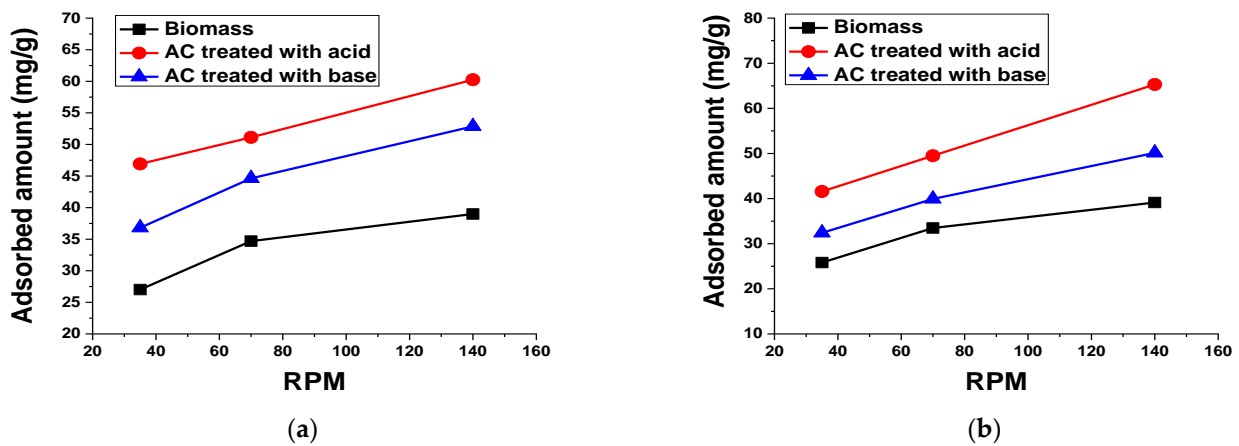 Adsorbed amount (mg/g)
70
65
60
55
50
45
40
35
30
25
20
Biomass
AC treated with acid
AC treated with base
20 40 60 80 100 120 140 160
RPM
(a)
Adsorbed amount (mg/g)
80
70
60
50
40
30
20
10
Biomass
AC treated with acid
AC treated with base
20 40 60 80 100 120 140 160
RPM
(b)